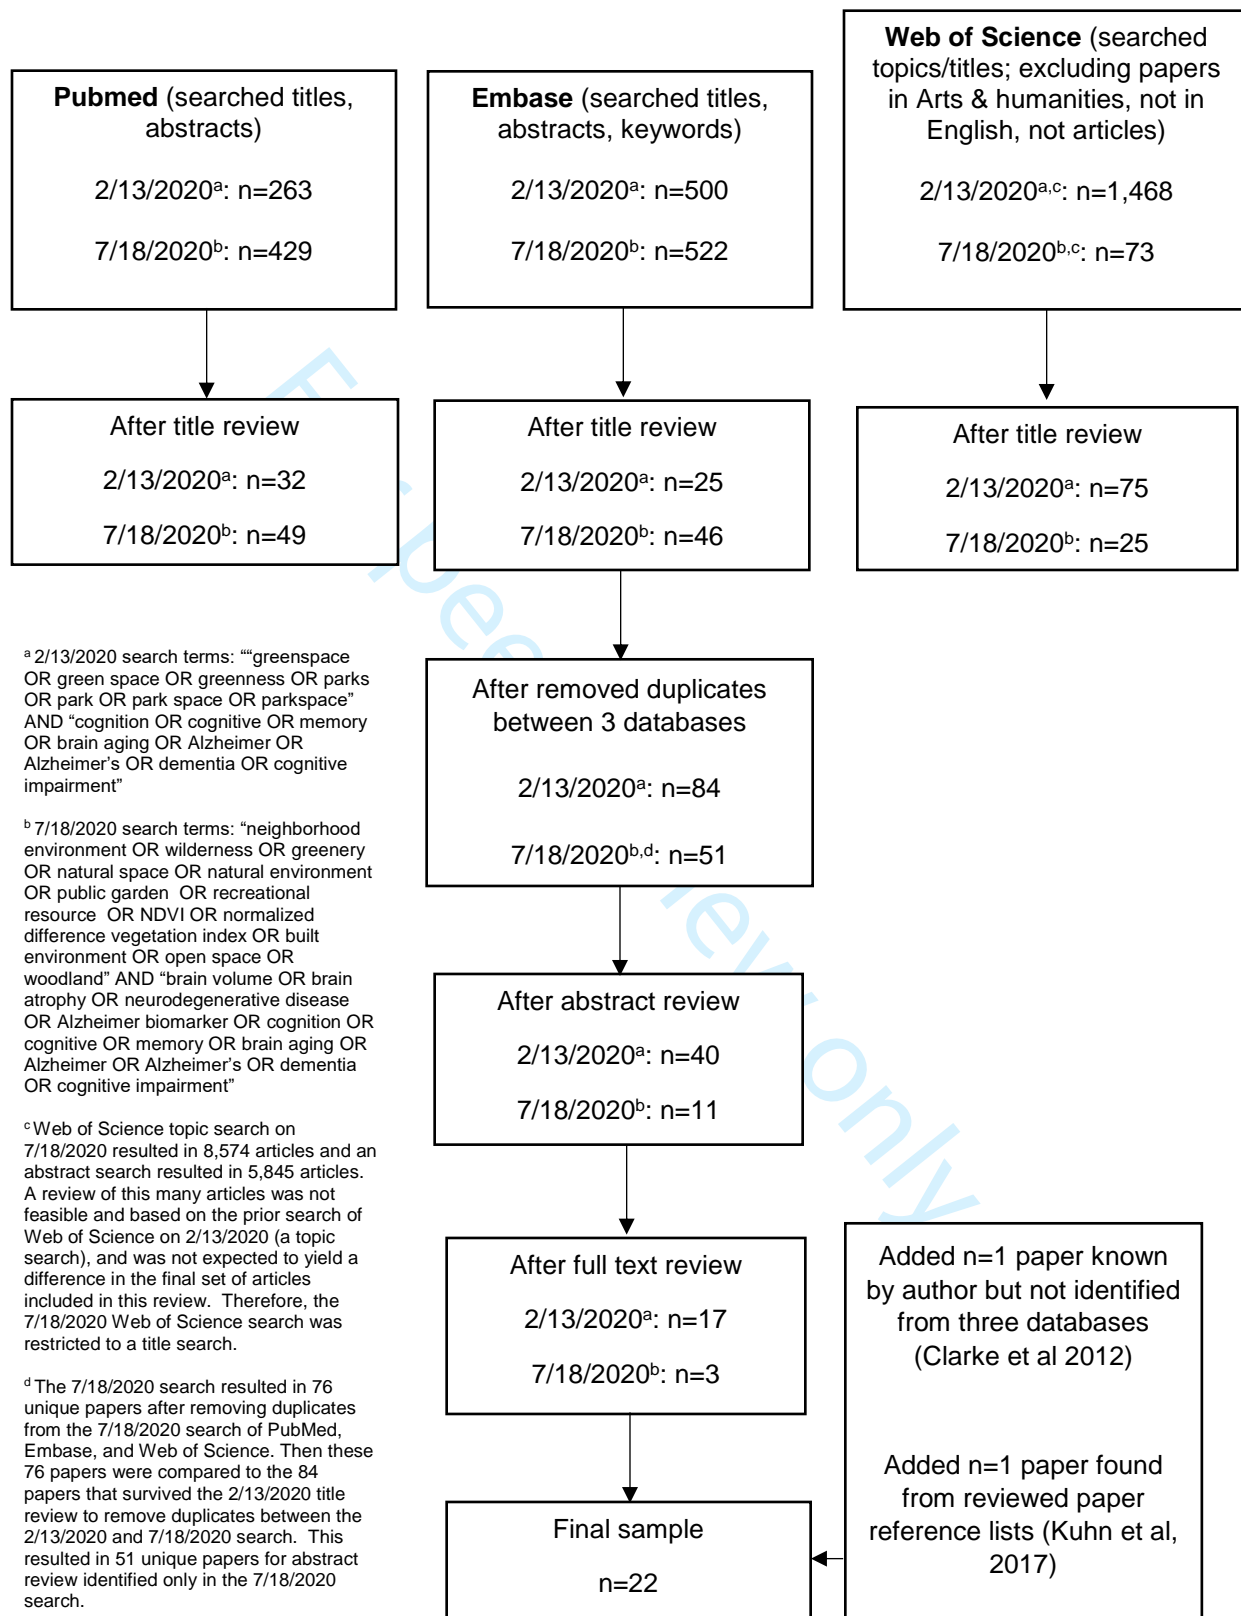 Pubmed (searched titles,
abstracts)
2/13/2020ᵃ: n=263
7/18/2020ᵇ: n=429
Embase (searched titles,
abstracts, keywords)
2/13/2020ᵃ: n=500
7/18/2020ᵇ: n=522
Web of Science (searched
topics/titles; excluding papers
in Arts & humanities, not in
English, not articles)
2/13/2020ᵃ,ᶜ: n=1,468
7/18/2020ᵇ,ᶜ: n=73
After title review
2/13/2020ᵃ: n=32
7/18/2020ᵇ: n=49
After title review
2/13/2020ᵃ: n=25
7/18/2020ᵇ: n=46
After title review
2/13/2020ᵃ: n=75
7/18/2020ᵇ: n=25
After removed duplicates
between 3 databases
2/13/2020ᵃ: n=84
7/18/2020ᵇ,ᵈ: n=51
After abstract review
2/13/2020ᵃ: n=40
7/18/2020ᵇ: n=11
After full text review
2/13/2020ᵃ: n=17
7/18/2020ᵇ: n=3
Added n=1 paper known
by author but not identified
from three databases
(Clarke et al 2012)
Added n=1 paper found
from reviewed paper
reference lists (Kuhn et al,
2017)
Final sample
n=22
ᵃ 2/13/2020 search terms: "“greenspace
OR green space OR greenness OR parks
OR park OR park space OR parkspace”
AND “cognition OR cognitive OR memory
OR brain aging OR Alzheimer OR
Alzheimer’s OR dementia OR cognitive
impairment”
ᵇ 7/18/2020 search terms: “neighborhood
environment OR wilderness OR greenery
OR natural space OR natural environment
OR public garden OR recreational
resource OR NDVI OR normalized
difference vegetation index OR built
environment OR open space OR
woodland” AND “brain volume OR brain
atrophy OR neurodegenerative disease
OR Alzheimer biomarker OR cognition OR
cognitive OR memory OR brain aging OR
Alzheimer OR Alzheimer’s OR dementia
OR cognitive impairment”
ᶜ Web of Science topic search on
7/18/2020 resulted in 8,574 articles and an
abstract search resulted in 5,845 articles.
A review of this many articles was not
feasible and based on the prior search of
Web of Science on 2/13/2020 (a topic
search), and was not expected to yield a
difference in the final set of articles
included in this review. Therefore, the
7/18/2020 Web of Science search was
restricted to a title search.
ᵈ The 7/18/2020 search resulted in 76
unique papers after removing duplicates
from the 7/18/2020 search of PubMed,
Embase, and Web of Science. Then these
76 papers were compared to the 84
papers that survived the 2/13/2020 title
review to remove duplicates between the
2/13/2020 and 7/18/2020 search. This
resulted in 51 unique papers for abstract
review identified only in the 7/18/2020
search.